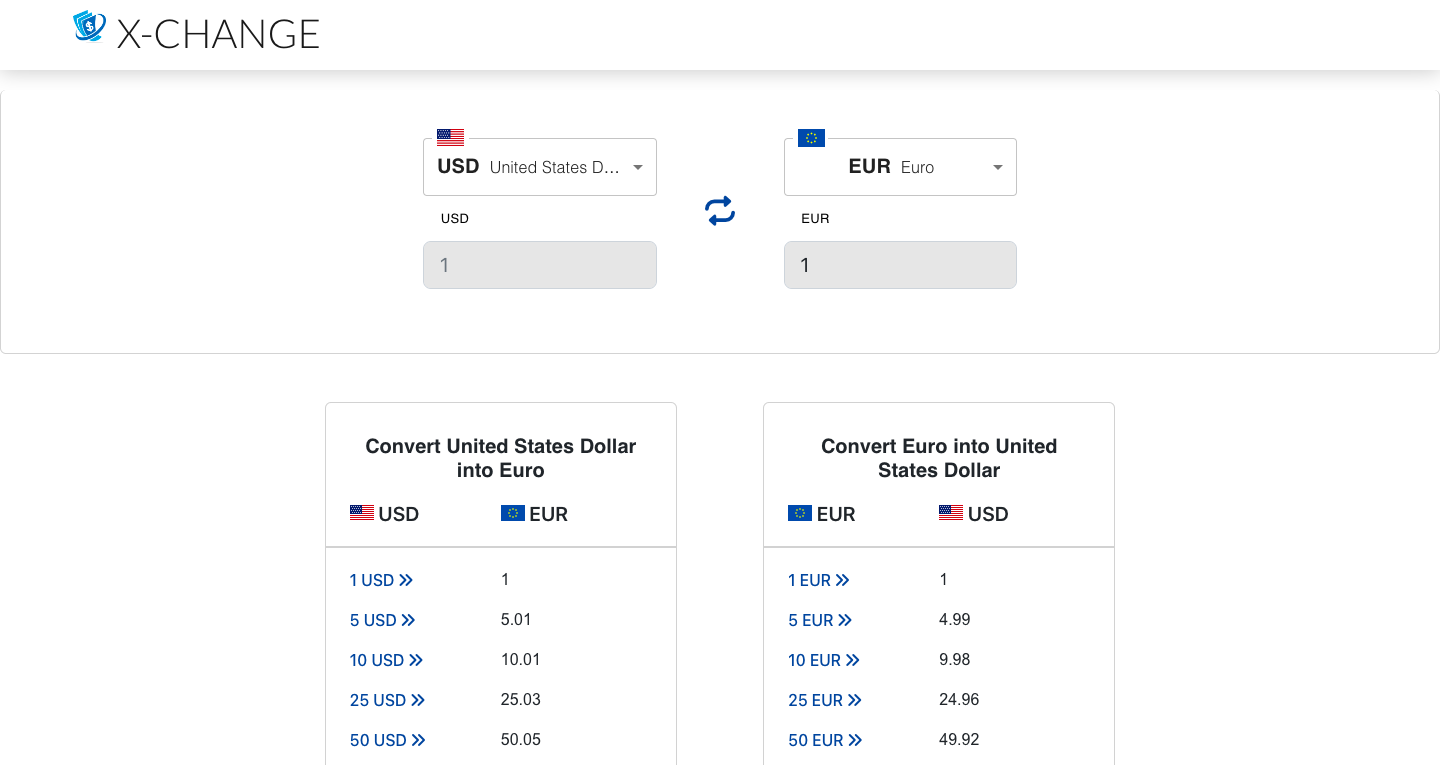 X-CHANGE
USD United States D...
EUR Euro
USD
EUR
1
1
Convert United States Dollar
into Euro
USD EUR
1 USD 1
5 USD 5.01
10 USD 10.01
25 USD 25.03
50 USD 50.05
Convert Euro into United
States Dollar
EUR USD
1 EUR 1
5 EUR 4.99
10 EUR 9.98
25 EUR 24.96
50 EUR 49.92